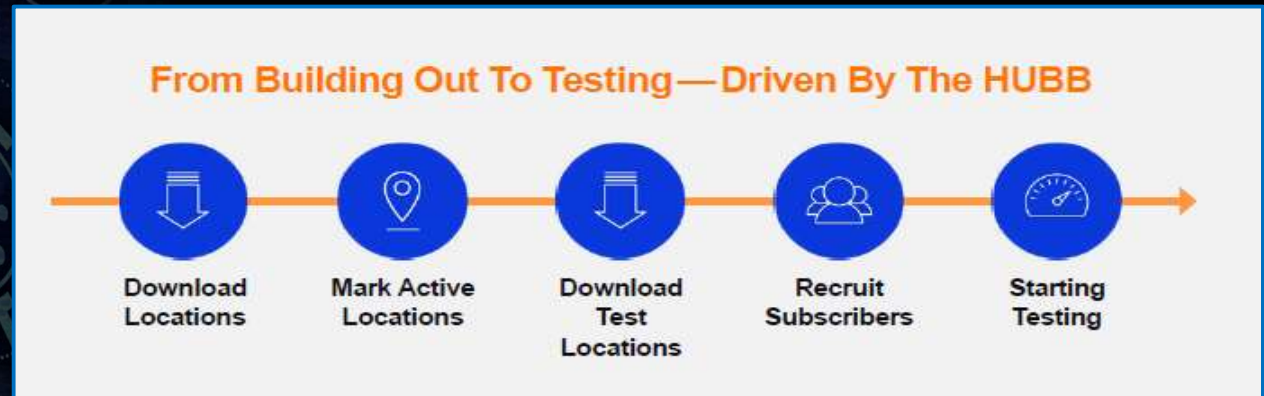 From Building Out To Testing—Driven By The HUBB
Download
Locations
Mark Active
Locations
Download
Test
Locations
Recruit
Subscribers
Starting
Testing